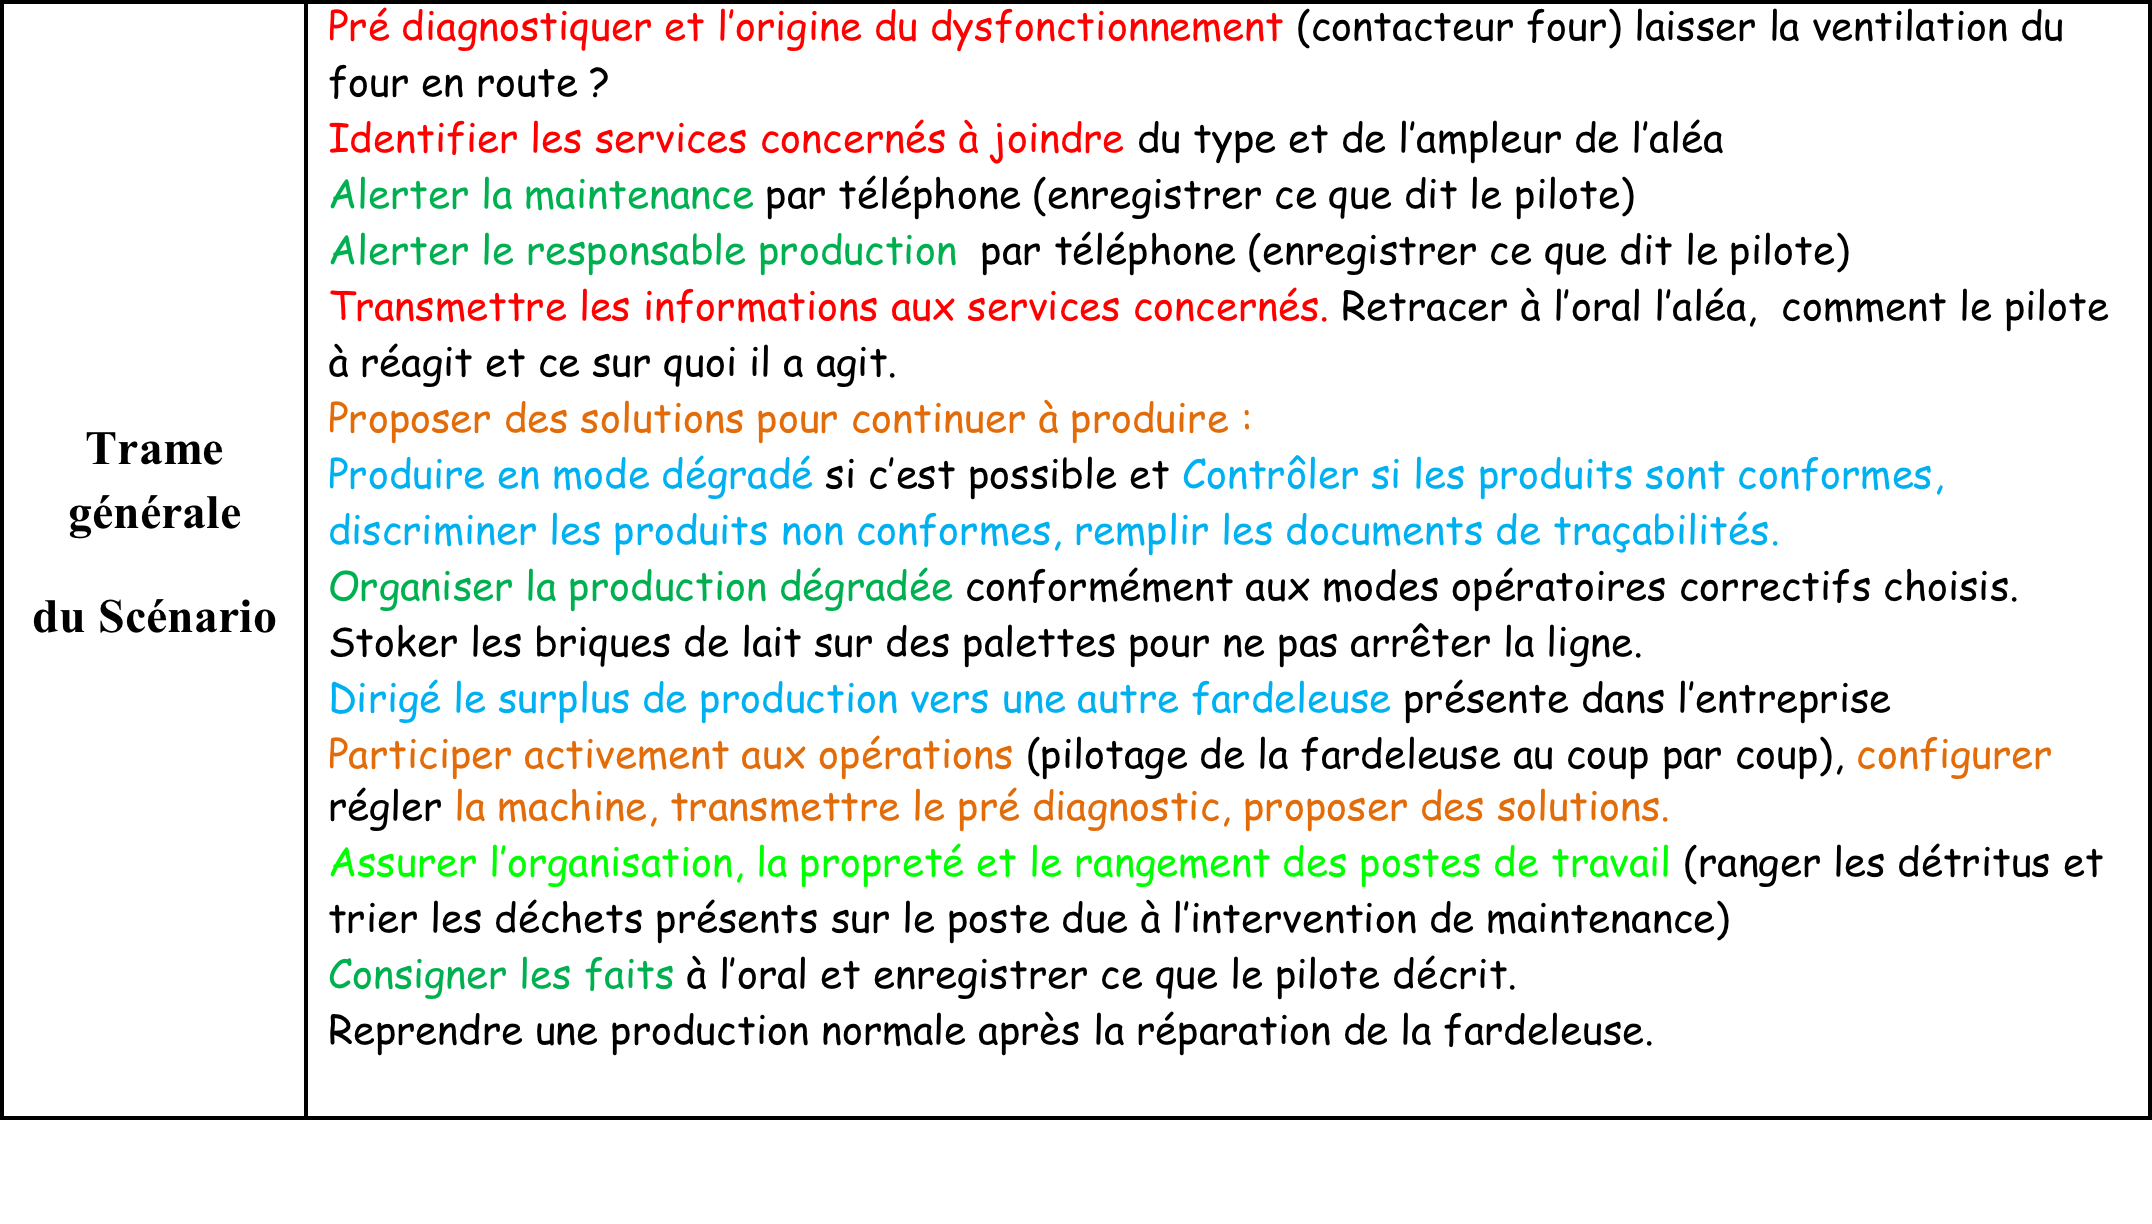 Trame
générale
du Scénario
Pré diagnostiquer et l’origine du dysfonctionnement (contacteur four) laisser la ventilation du
four en route ?
Identifier les services concernés à joindre du type et de l’ampleur de l’aléa
Alerter la maintenance par téléphone (enregistrer ce que dit le pilote)
Alerter le responsable production  par téléphone (enregistrer ce que dit le pilote)
Transmettre les informations aux services concernés. Retracer à l’oral l’aléa,  comment le pilote
à réagit et ce sur quoi il a agit.
Proposer des solutions pour continuer à produire :
Produire en mode dégradé si c’est possible et Contrôler si les produits sont conformes,
discriminer les produits non conformes, remplir les documents de traçabilités.
Organiser la production dégradée conformément aux modes opératoires correctifs choisis.
Stoker les briques de lait sur des palettes pour ne pas arrêter la ligne.
Dirigé le surplus de production vers une autre fardeleuse présente dans l’entreprise
Participer activement aux opérations (pilotage de la fardeleuse au coup par coup), configurer
régler la machine, transmettre le pré diagnostic, proposer des solutions.
Assurer l’organisation, la propreté et le rangement des postes de travail (ranger les détritus et
trier les déchets présents sur le poste due à l’intervention de maintenance)
Consigner les faits à l’oral et enregistrer ce que le pilote décrit.
Reprendre une production normale après la réparation de la fardeleuse.